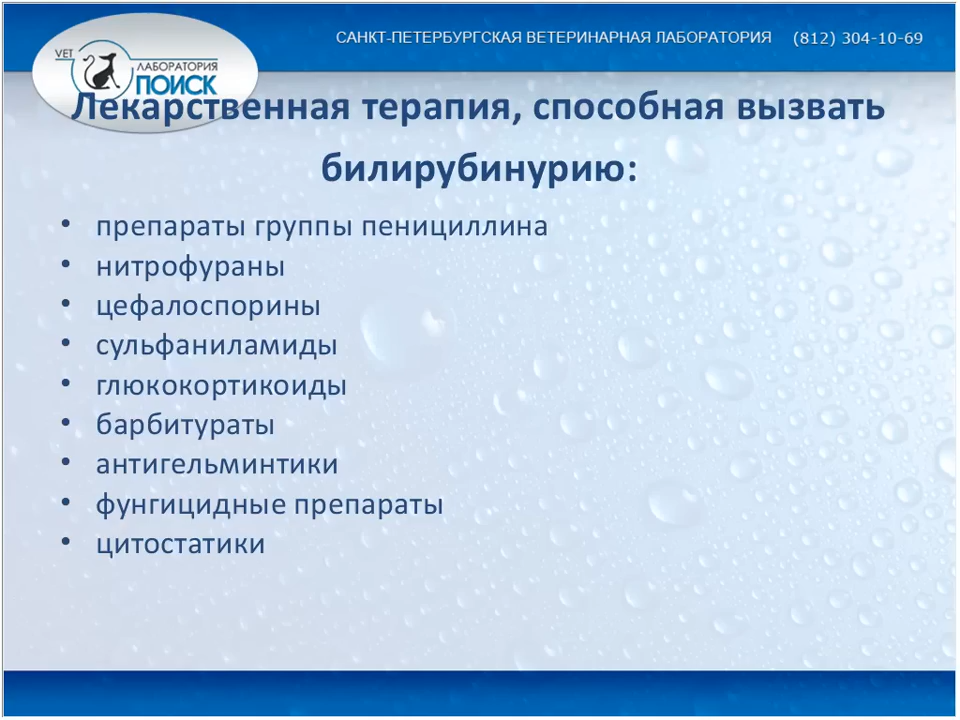 САНКТ-ПЕТЕРБУРГСКАЯ ВЕТЕРИНАРНАЯ ЛАБОРАТОРИЯ (812) 304-10-69
VET
ЛАБОРАТОРИЯ
ПОИСК
Лекарственная терапия, способная вызвать
билирубинурию:
• препараты группы пенициллина
• нитрофураны
• цефалоспорины
• сульфаниламиды
• глюкокортикоиды
• барбитураты
• антигельминтики
• фунгицидные препараты
• цитостатики